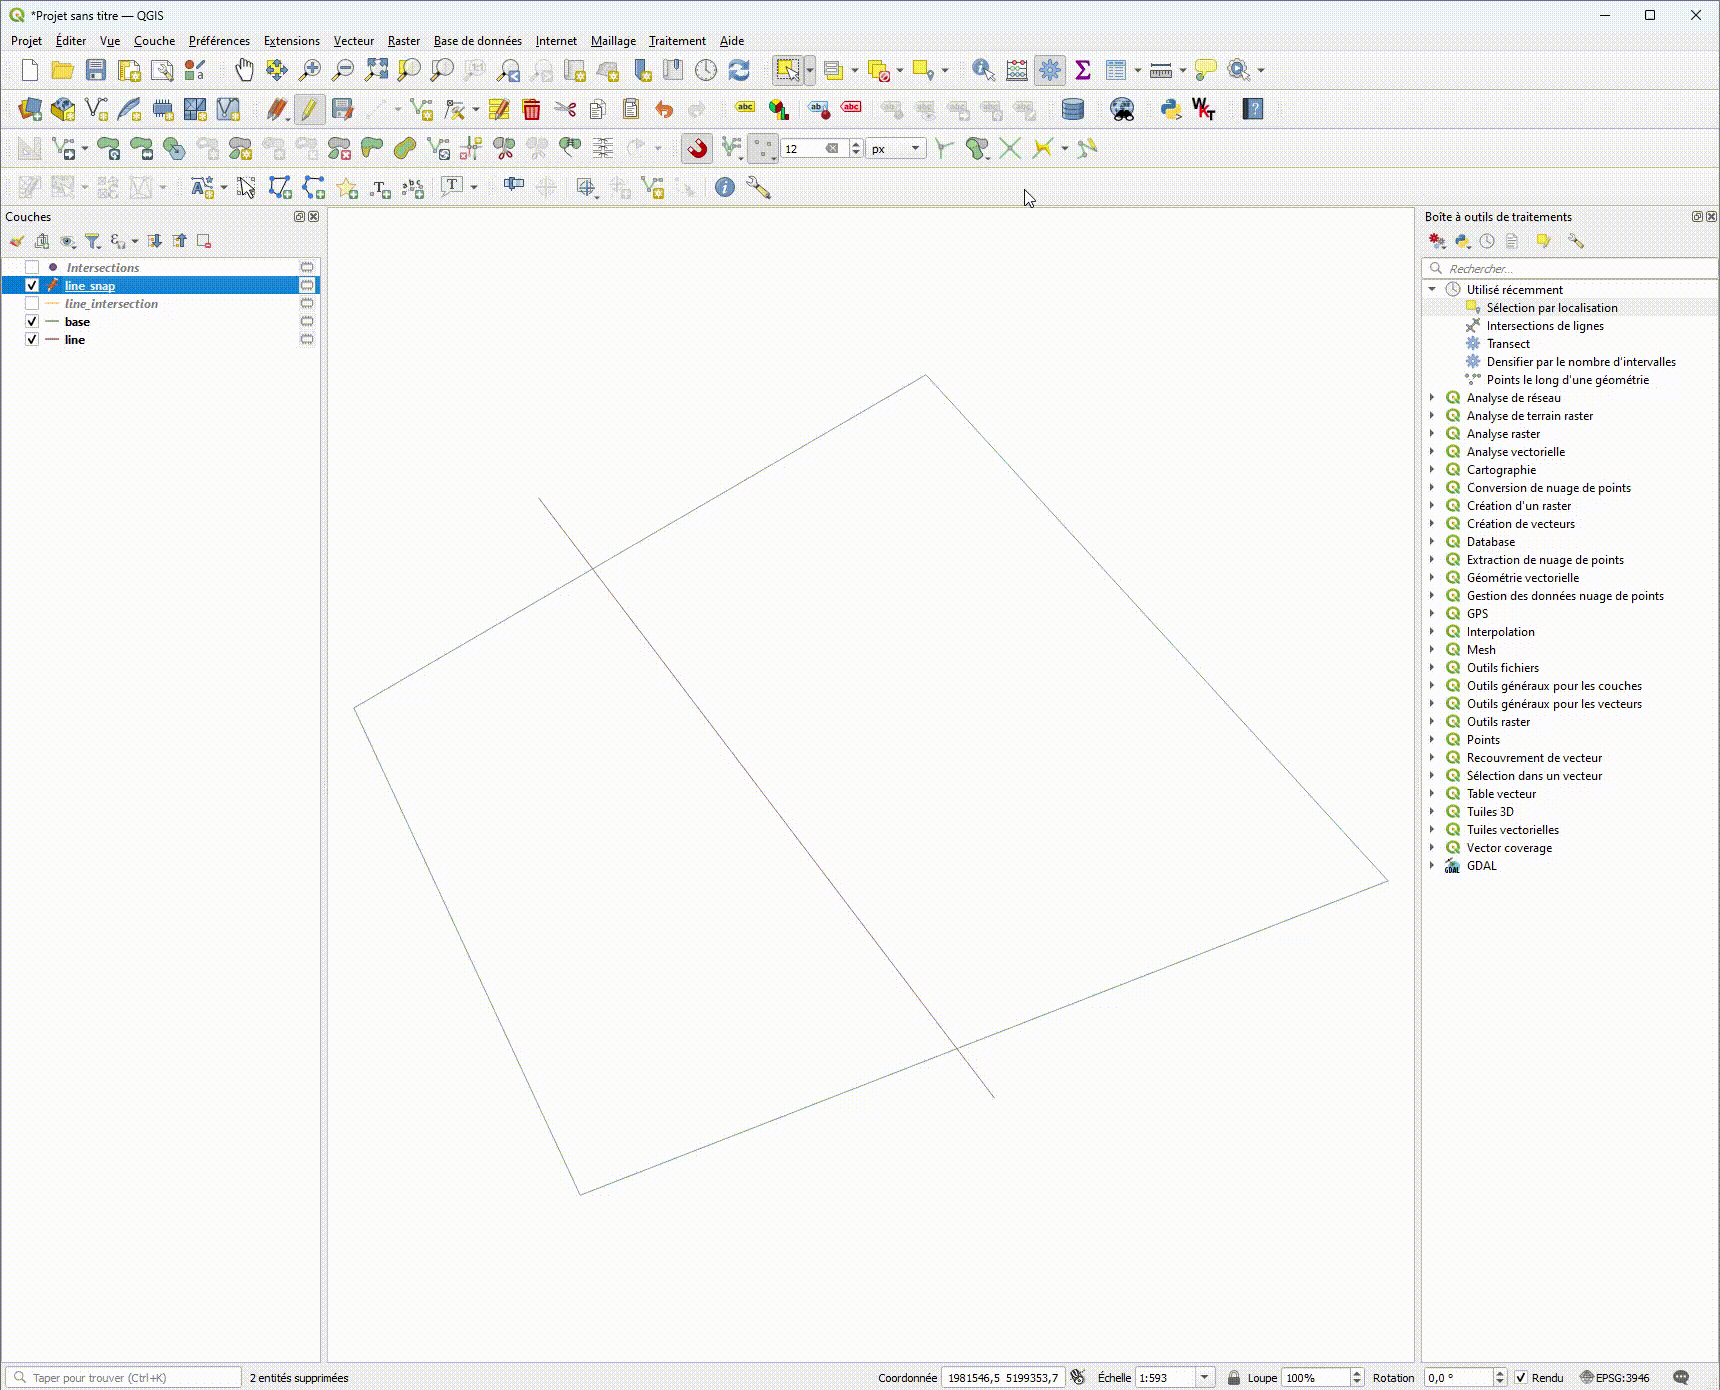 *Projet sans titre — QGIS
Projet Éditer Vue Couche Préférences Extensions Vecteur Raster Base de données Internet Maillage Traitement Aide
12 px
Couches
Intersections
line_snap
line_intersection
base
line
Boîte à outils de traitements
Rechercher...
Utilisé récemment
Sélection par localisation
Intersections de lignes
Transect
Densifier par le nombre d'intervalles
Points le long d'une géométrie
Analyse de réseau
Analyse de terrain raster
Analyse raster
Analyse vectorielle
Cartographie
Conversion de nuage de points
Création d'un raster
Création de vecteurs
Database
Extraction de nuage de points
Géométrie vectorielle
Gestion des données nuage de points
GPS
Interpolation
Mesh
Outils fichiers
Outils généraux pour les couches
Outils généraux pour les vecteurs
Outils raster
Points
Recouvrement de vecteur
Sélection dans un vecteur
Table vecteur
Tuiles 3D
Tuiles vectorielles
Vector coverage
GDAL
Taper pour trouver (Ctrl+K) 2 entités supprimées Coordonnée 1981546,5 5199353,7 Échelle 1:593 Loupe 100% Rotation 0,0 ° Rendu EPSG:3946